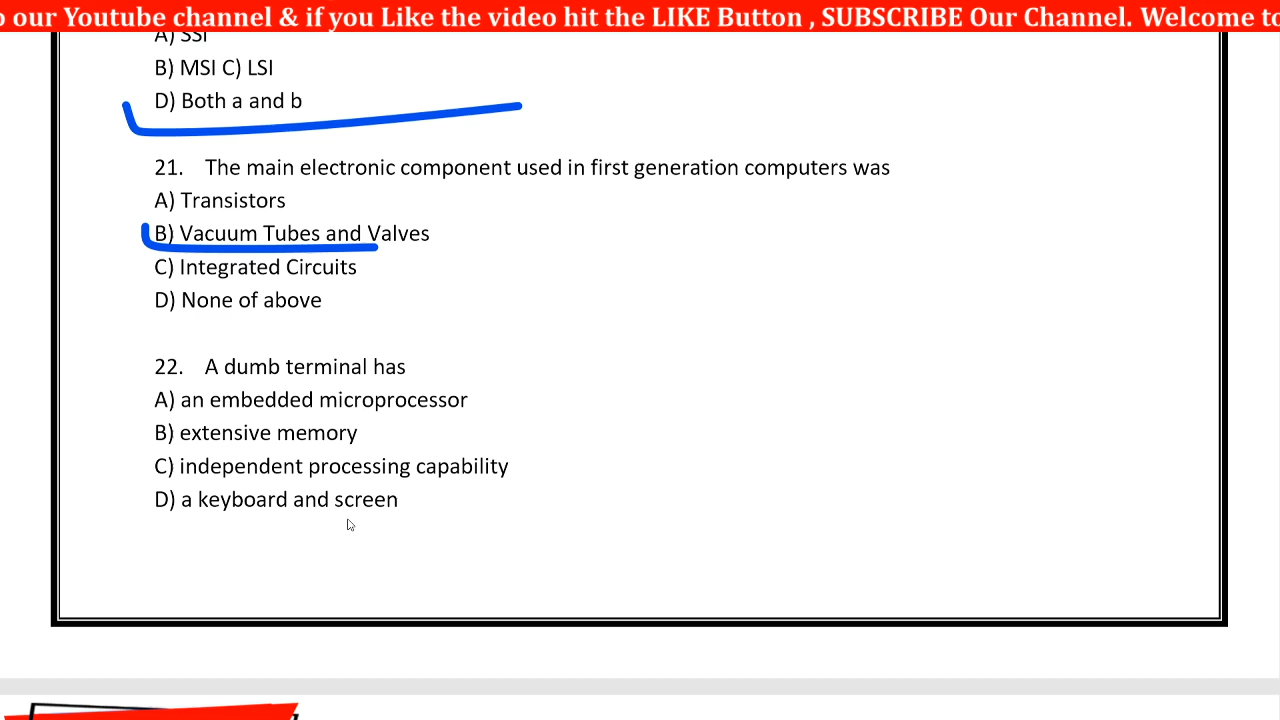 o our Youtube channel & if you Like the video hit the LIKE Button , SUBSCRIBE Our Channel. Welcome to
A) SSI
B) MSI C) LSI
D) Both a and b
21. The main electronic component used in first generation computers was
A) Transistors
B) Vacuum Tubes and Valves
C) Integrated Circuits
D) None of above
22. A dumb terminal has
A) an embedded microprocessor
B) extensive memory
C) independent processing capability
D) a keyboard and screen